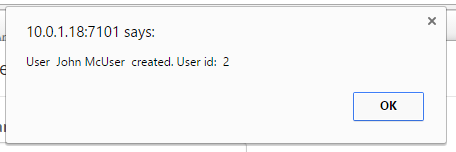 10.0.1.18:7101 says:
User John McUser created. User id: 2
OK